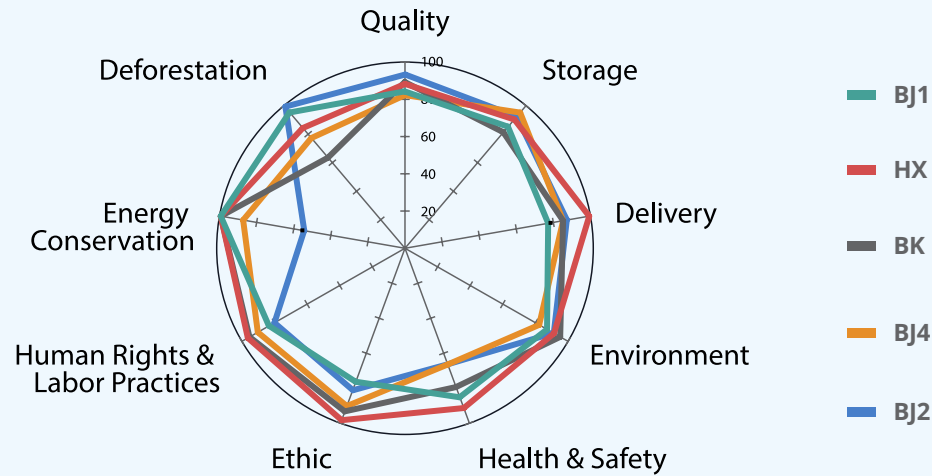 Quality
Deforestation
Storage
100
80
60
40
20
Energy
Conservation
Delivery
Human Rights &
Labor Practices
Environment
Ethic
Health & Safety
BJ1
HX
BK
BJ4
BJ2